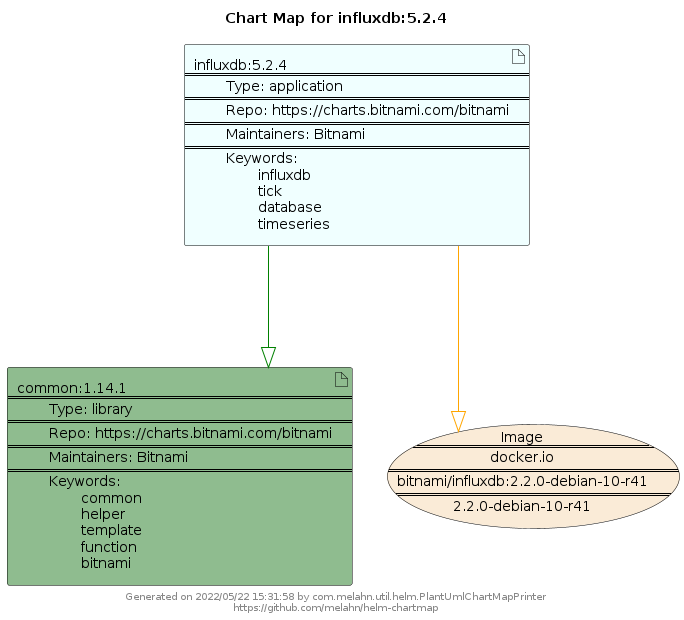 Chart Map for influxdb:5.2.4
influxdb:5.2.4
Type: application
Repo: https://charts.bitnami.com/bitnami
Maintainers: Bitnami
Keywords:
influxdb
tick
database
timeseries
common:1.14.1
Type: library
Repo: https://charts.bitnami.com/bitnami
Maintainers: Bitnami
Keywords:
common
helper
template
function
bitnami
Image
docker.io
bitnami/influxdb:2.2.0-debian-10-r41
2.2.0-debian-10-r41
Generated on 2022/05/22 15:31:58 by com.melahn.util.helm.PlantUmlChartMapPrinter
https://github.com/melahn/helm-chartmap